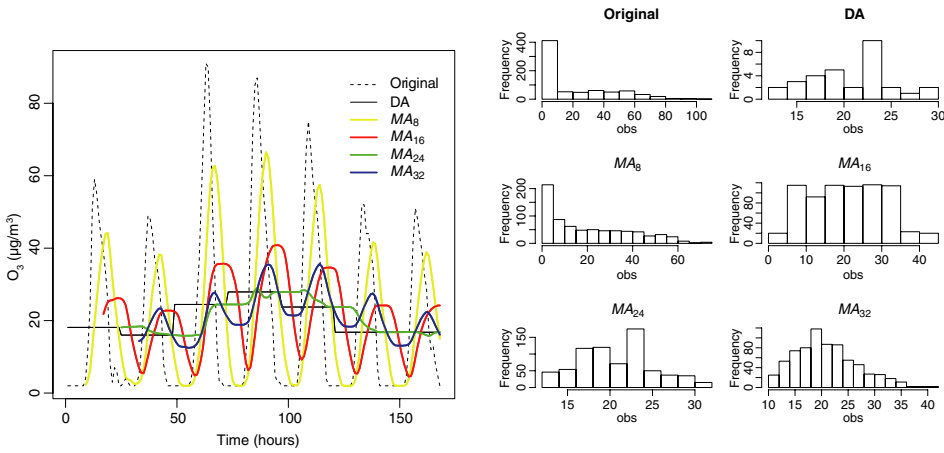 O3 (μg/m³)
0
20
40
60
80
0
50
100
150
Time (hours)
Original
DA
MA8
MA16
MA24
MA32
Original
Frequency
0
200
400
0 20 40 60 80 100
obs
DA
Frequency
0
4
8
15 20 25 30
obs
MA8
Frequency
0
100
200
0 20 40 60
obs
MA16
Frequency
0
40
80
0 10 20 30 40
obs
MA24
Frequency
0
50
150
15 20 25 30
obs
MA32
Frequency
0
40
80
10 15 20 25 30 35 40
obs